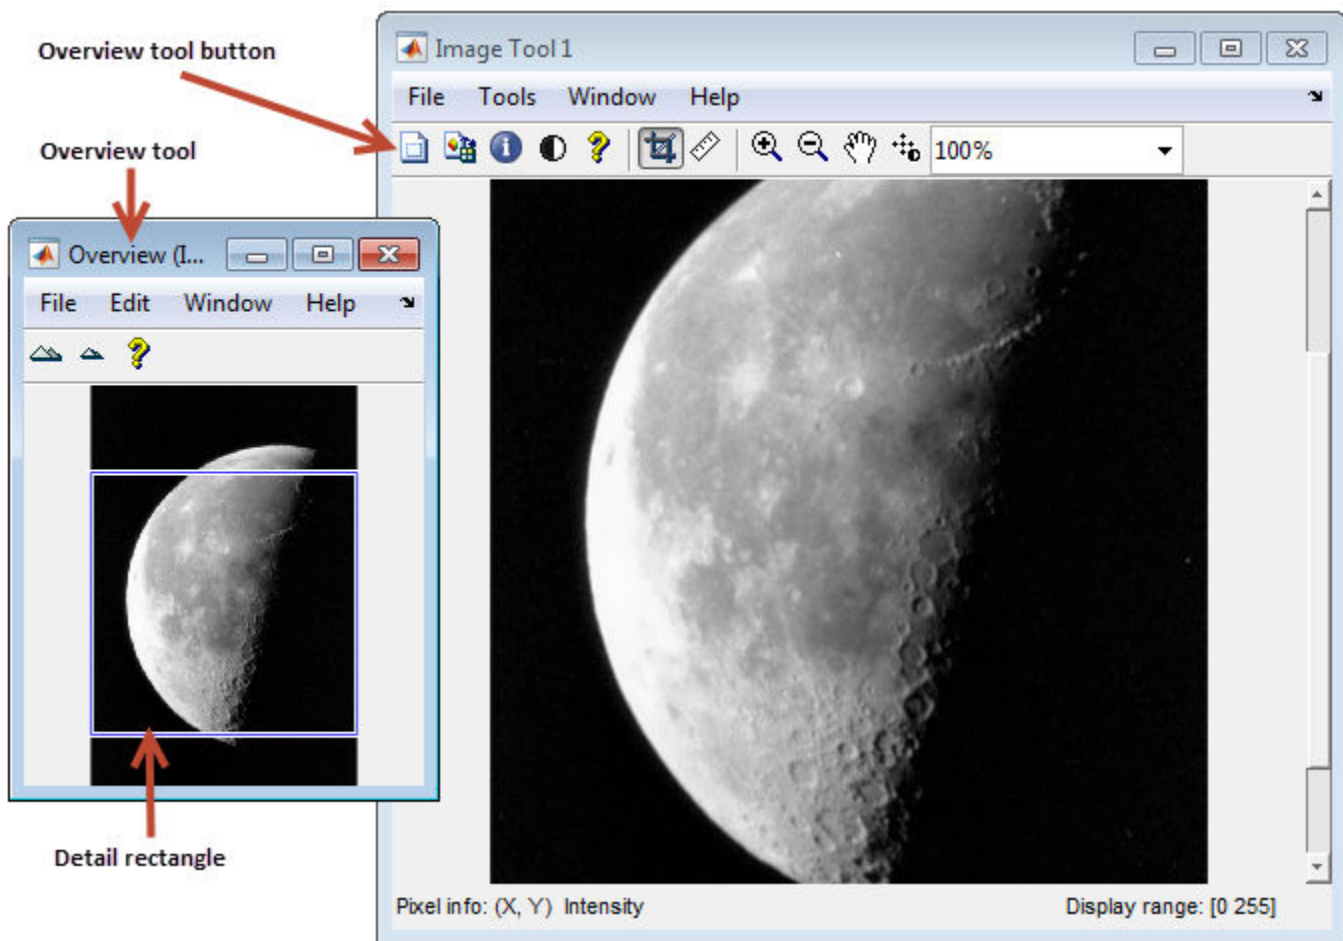 Overview tool button
Image Tool 1
File Tools Window Help
100%
Overview tool
Overview (I...
File Edit Window Help
Detail rectangle
Pixel info: (X, Y) Intensity
Display range: [0 255]